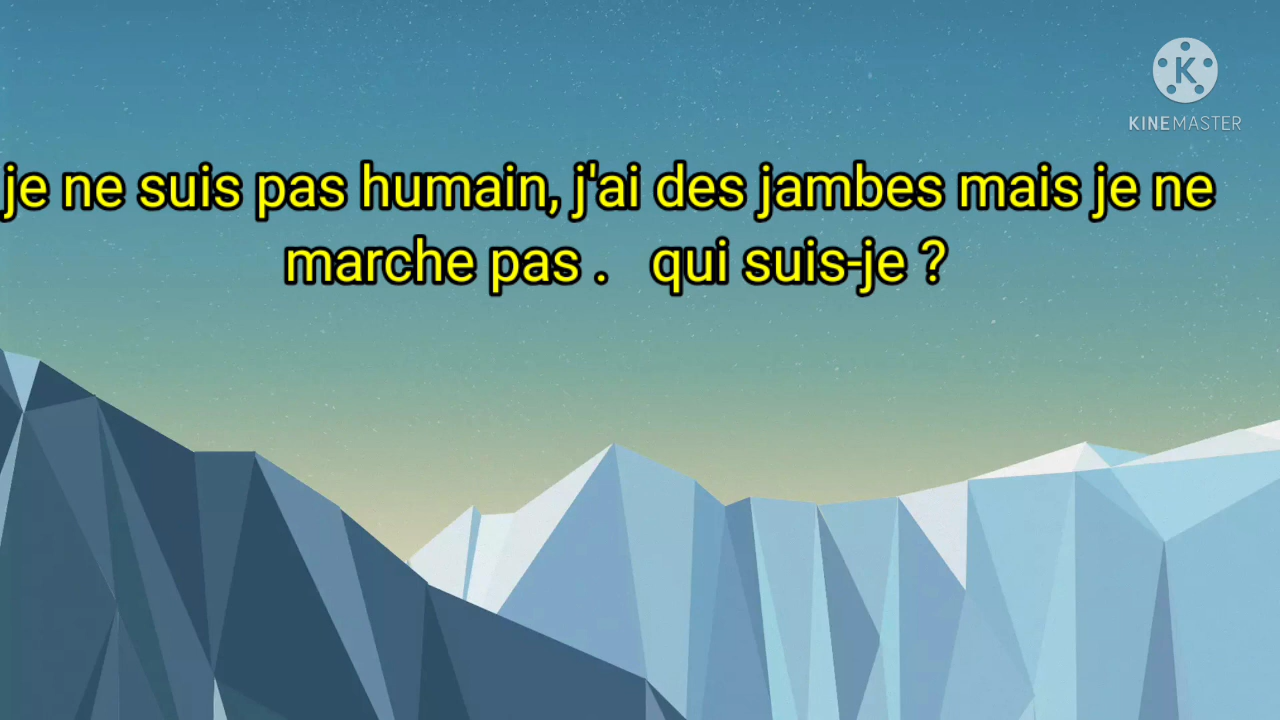 K
KINEMASTER
je ne suis pas humain, j'ai des jambes mais je ne
marche pas .   qui suis-je ?